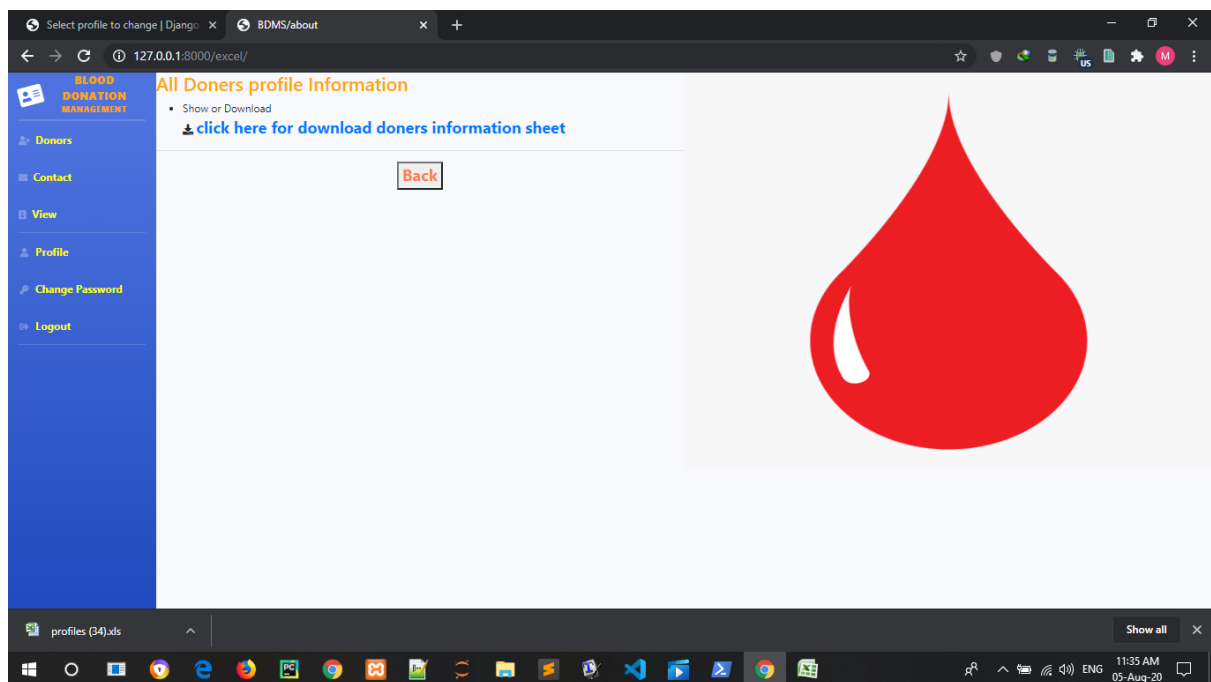 Select profile to change | Django
BDMS/about
127.0.0.1:8000/excel/
US
M
BLOOD
DONATION
MANAGEMENT
Donors
Contact
View
Profile
Change Password
Logout
All Doners profile Information
Show or Download
click here for download doners information sheet
Back
profiles (34).xls
Show all
PC
ENG
11:35 AM
05-Aug-20